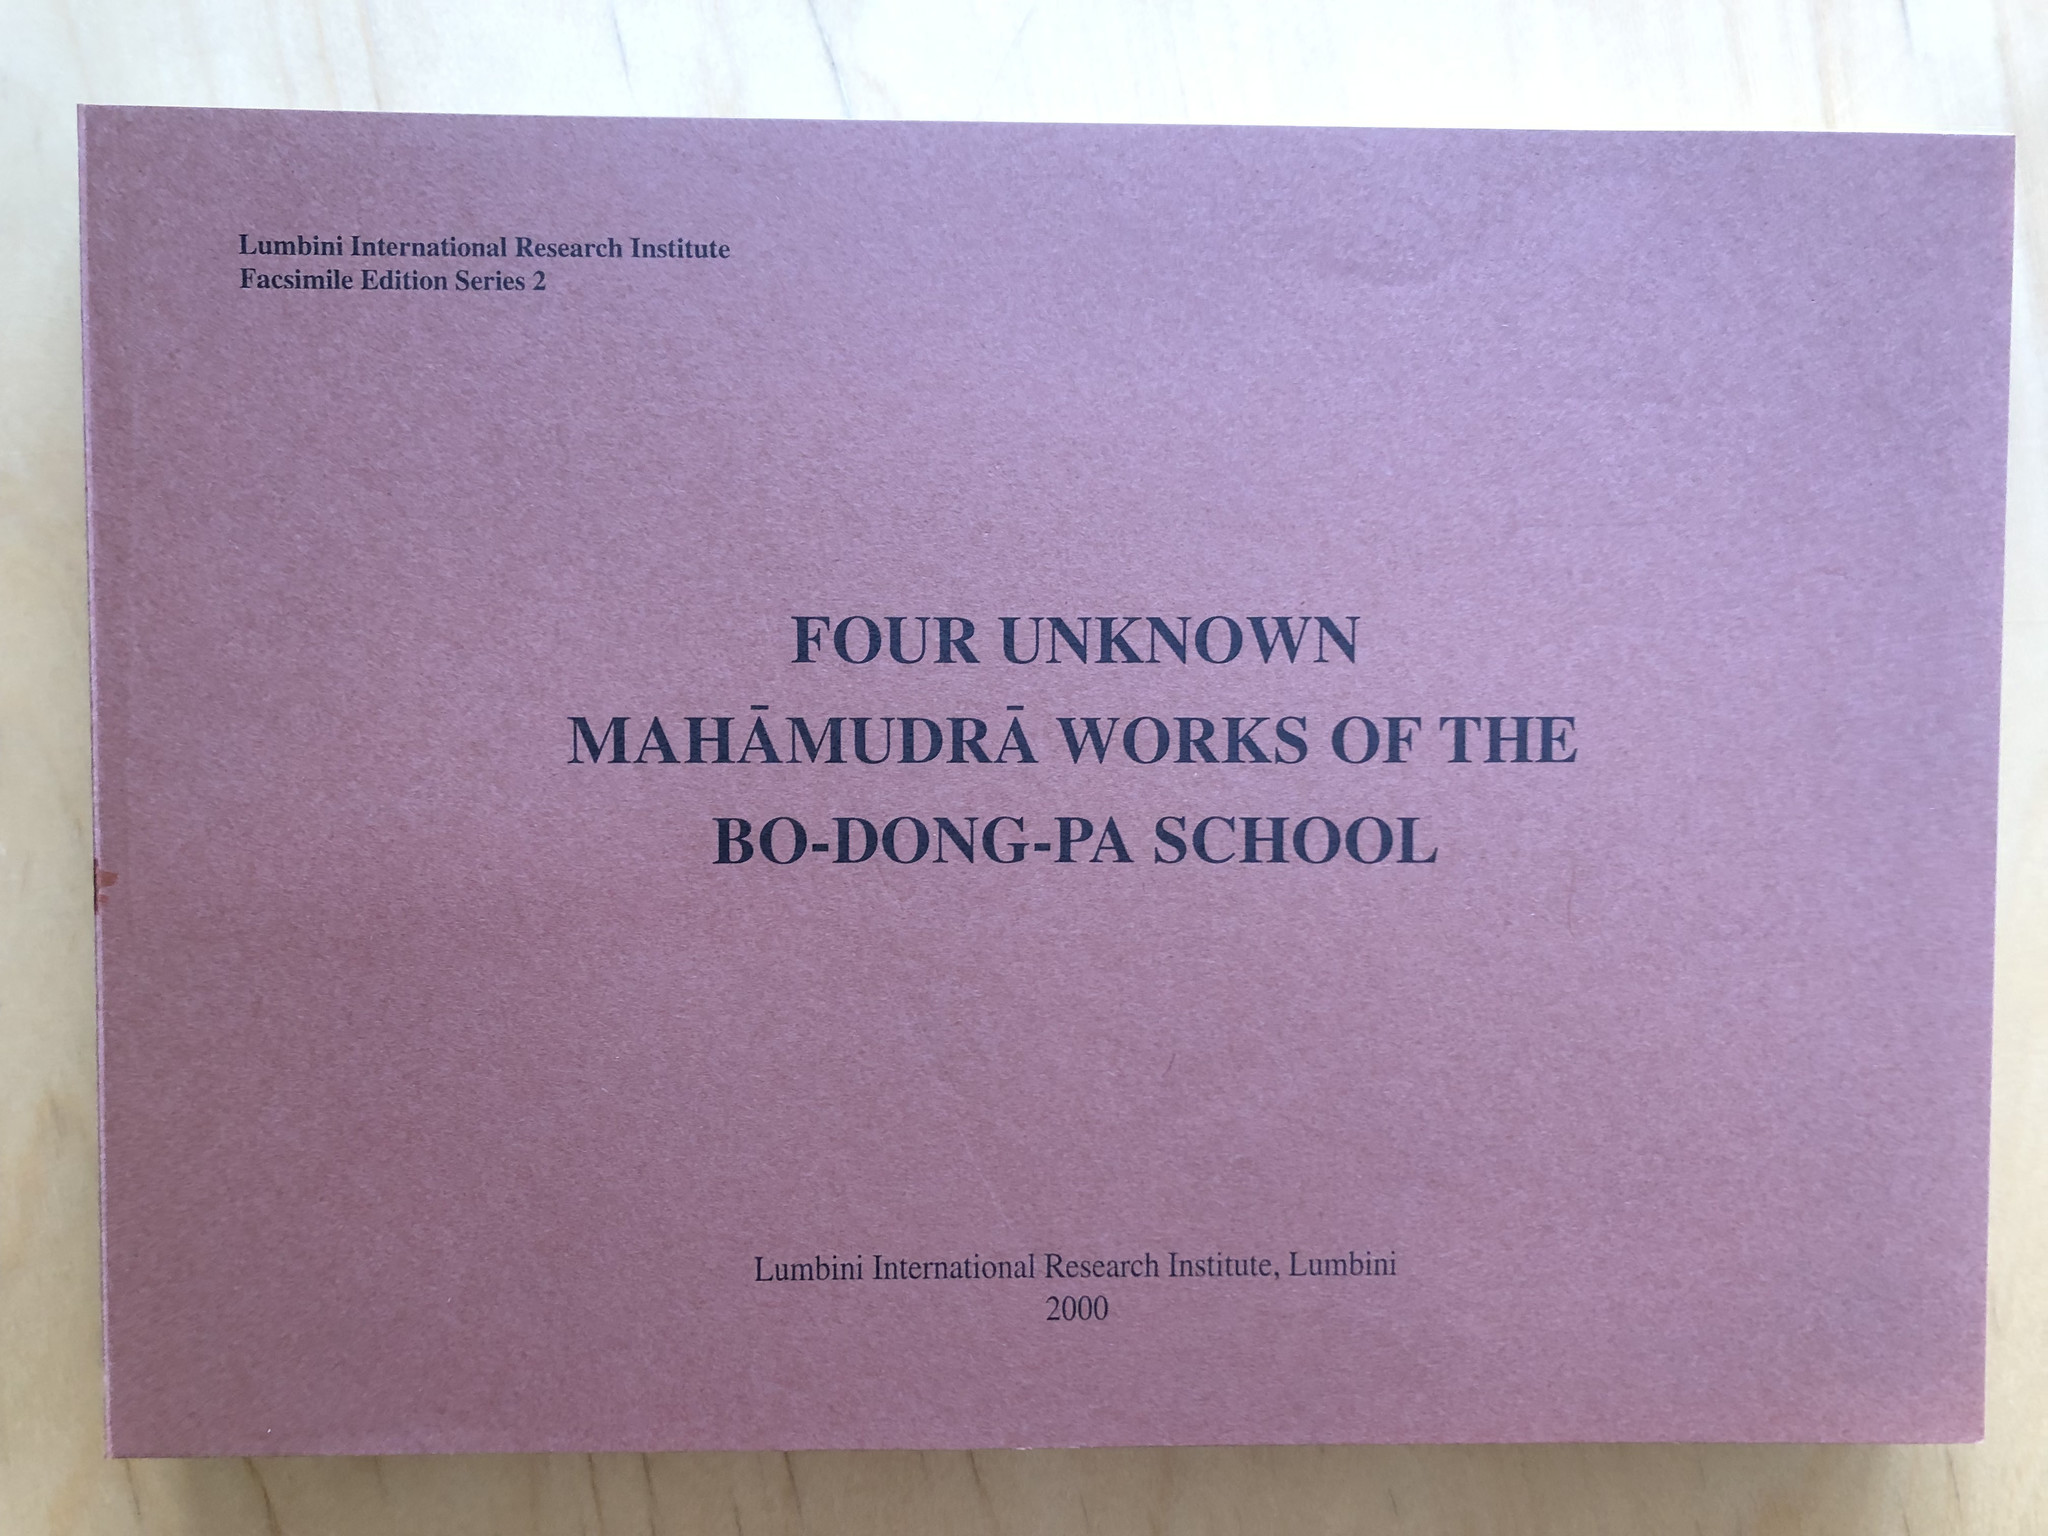 Lumbini International Research Institute
Facsimile Edition Series 2
FOUR UNKNOWN
MAHĀMUDRĀ WORKS OF THE
BO-DONG-PA SCHOOL
Lumbini International Research Institute, Lumbini
2000